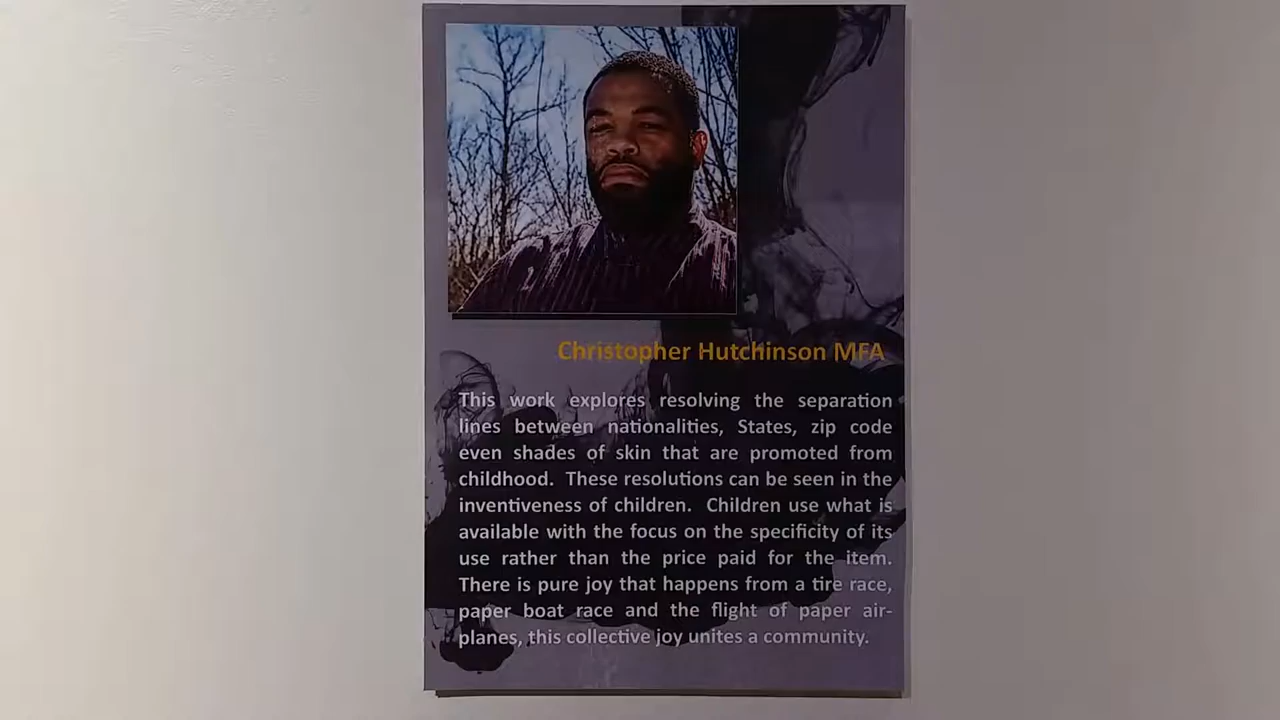 Christopher Hutchinson MFA
This work explores resolving the separation
lines between nationalities, States, zip code
even shades of skin that are promoted from
childhood. These resolutions can be seen in the
inventiveness of children. Children use what is
available with the focus on the specificity of its
use rather than the price paid for the item.
There is pure joy that happens from a tire race,
paper boat race and the flight of paper air-
planes, this collective joy unites a community.